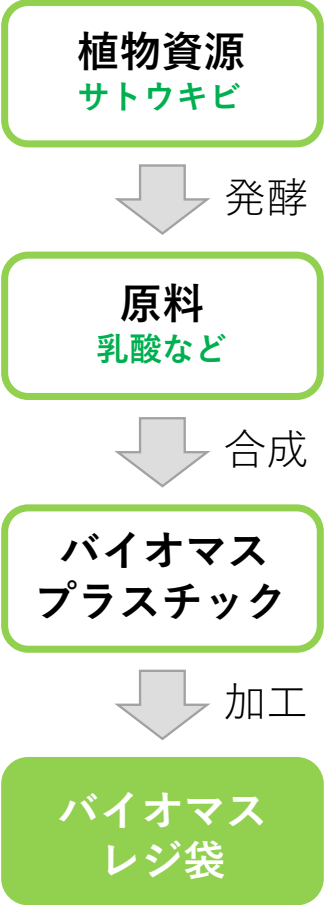 植物資源
サトウキビ
発酵
原料
乳酸など
合成
バイオマス
プラスチック
加工
バイオマス
レジ袋